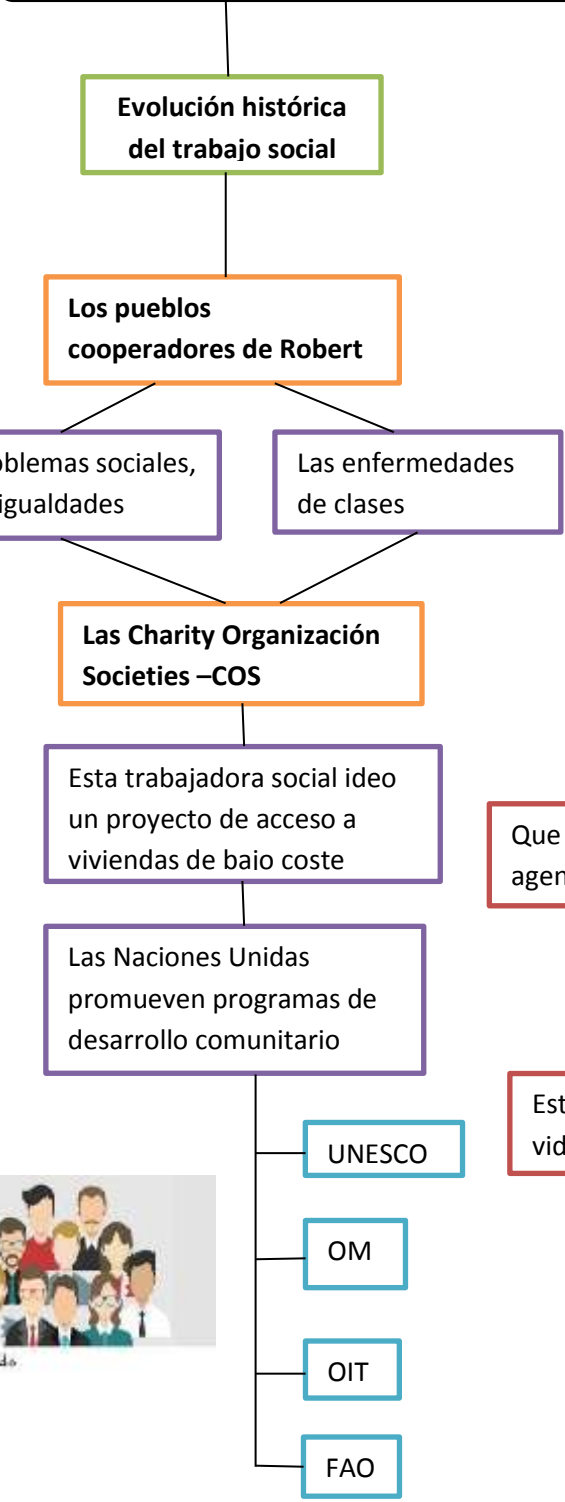 Evolución histórica
del trabajo social
Los pueblos
cooperadores de Robert
oblemas sociales,
igualdades
Las enfermedades
de clases
Las Charity Organización
Societies –COS
Esta trabajadora social ideo
un proyecto de acceso a
viviendas de bajo coste
Que
agen
Las Naciones Unidas
promueven programas de
desarrollo comunitario
Est
vid
UNESCO
OM
OIT
FAO